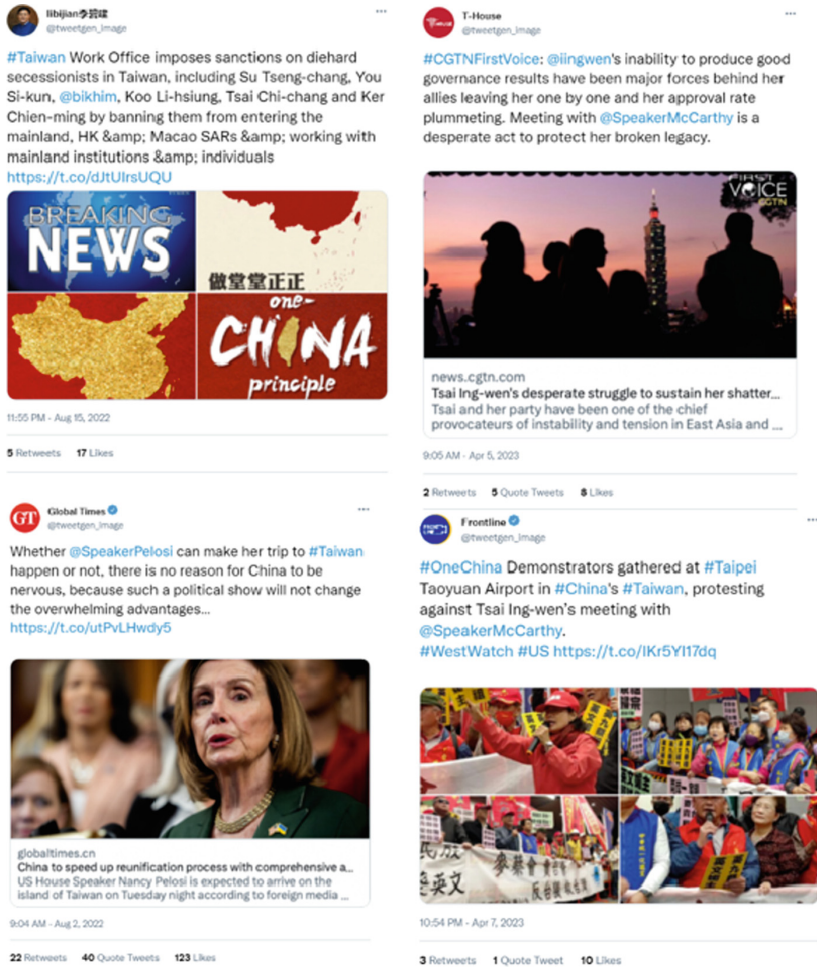 libijian李碧建
@tweetgen_image
#Taiwan Work Office imposes sanctions on diehard
secessionists in Taiwan, including Su Tseng-chang, You
Si-kun, @bikhim, Koo Li-hsiung, Tsai Chi-chang and Ker
Chien-ming by banning them from entering the
mainland, HK &amp; Macao SARs &amp; working with
mainland institutions &amp; individuals
https://t.co/dJtUIrsUQU
BREAKING
NEWS
做堂堂正正
one-
CHINA
principle
11:55 PM - Aug 15, 2022
5 Retweets 17 Likes
T-House
@tweetgen_image
#CGTNFirstVoice: @iingwen's inability to produce good
governance results have been major forces behind her
allies leaving her one by one and her approval rate
plummeting. Meeting with @SpeakerMcCarthy is a
desperate act to protect her broken legacy.
FIRST
VOICE
CGTN
news.cgtn.com
Tsai Ing-wen's desperate struggle to sustain her shatter...
Tsai and her party have been one of the chief
provocateurs of instability and tension in East Asia and ...
9:05 AM - Apr 5, 2023
2 Retweets 5 Quote Tweets 8 Likes
GT
Global Times
@tweetgen_image
Whether @SpeakerPelosi can make her trip to #Taiwan
happen or not, there is no reason for China to be
nervous, because such a political show will not change
the overwhelming advantages...
https://t.co/utPvLHwdly5
globaltimes.cn
China to speed up reunification process with comprehensive a...
US House Speaker Nancy Pelosi is expected to arrive on the
island of Taiwan on Tuesday night according to foreign media ...
9:04 AM - Aug 2, 2022
22 Retweets 40 Quote Tweets 123 Likes
Frontline
@tweetgen_image
#OneChina Demonstrators gathered at #Taipei
Taoyuan Airport in #China's #Taiwan, protesting
against Tsai Ing-wen's meeting with
@SpeakerMcCarthy.
#WestWatch #US https://t.co/IKr5YI17dq
10:54 PM - Apr 7, 2023
3 Retweets 1 Quote Tweet 10 Likes